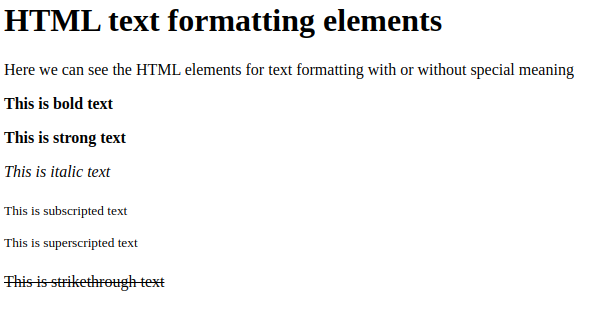 HTML text formatting elements
Here we can see the HTML elements for text formatting with or without special meaning
This is bold text
This is strong text
This is italic text
This is subscripted text
This is superscripted text
This is strikethrough text